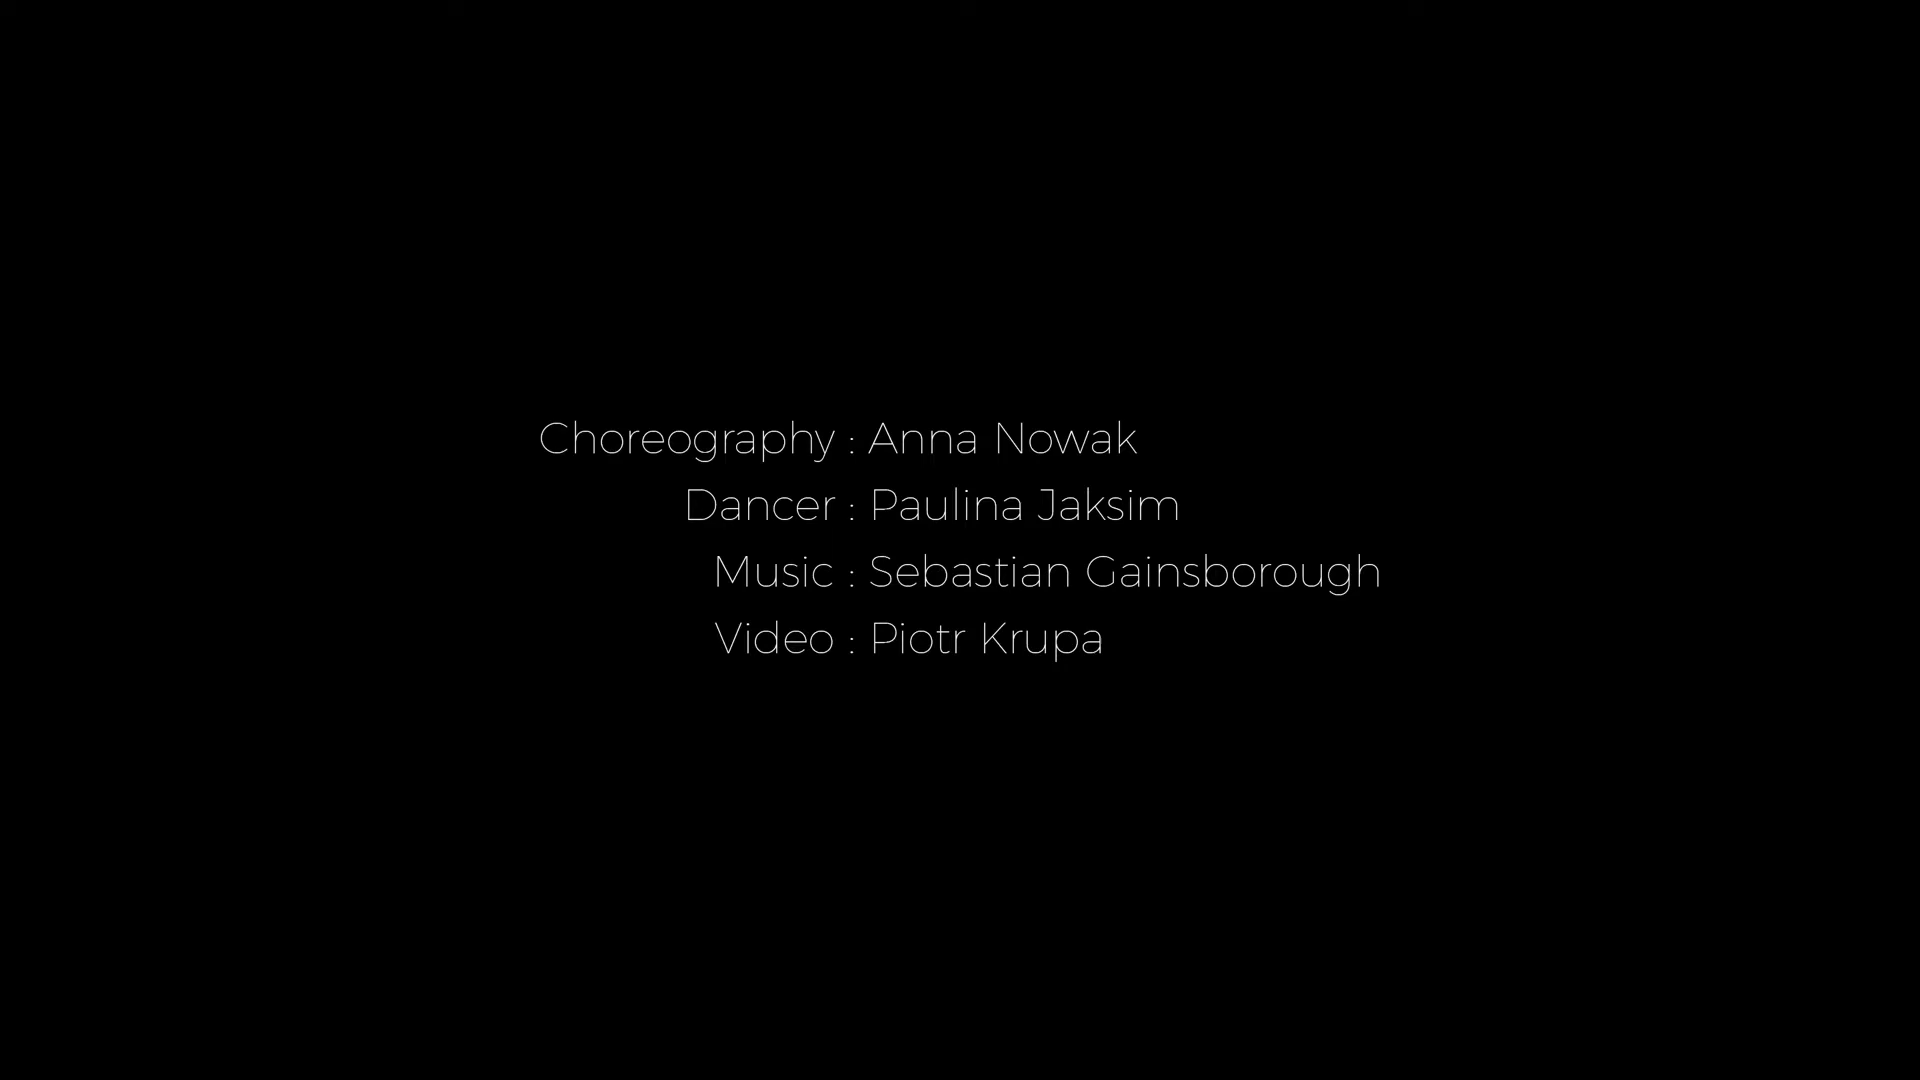 Choreography : Anna Nowak
Dancer : Paulina Jaksim
Music : Sebastian Gainsborough
Video : Piotr Krupa